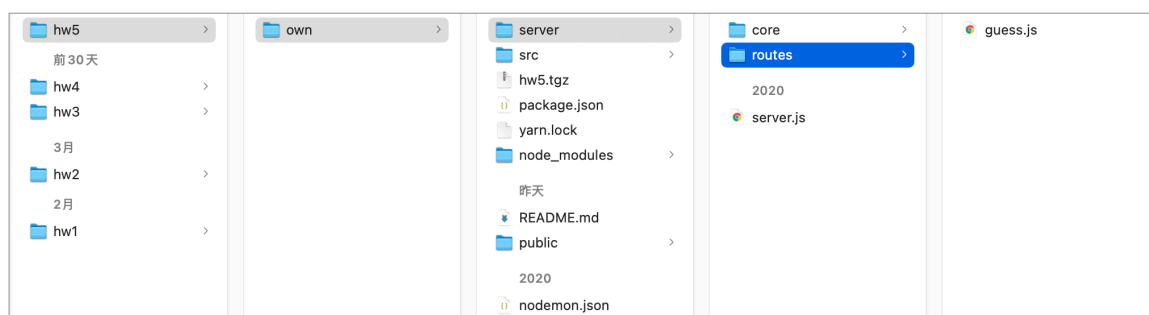 hw5
前30天
hw4
hw3
3月
hw2
2月
hw1
own
server
src
hw5.tgz
package.json
yarn.lock
node_modules
昨天
README.md
public
2020
nodemon.json
core
routes
2020
server.js
guess.js